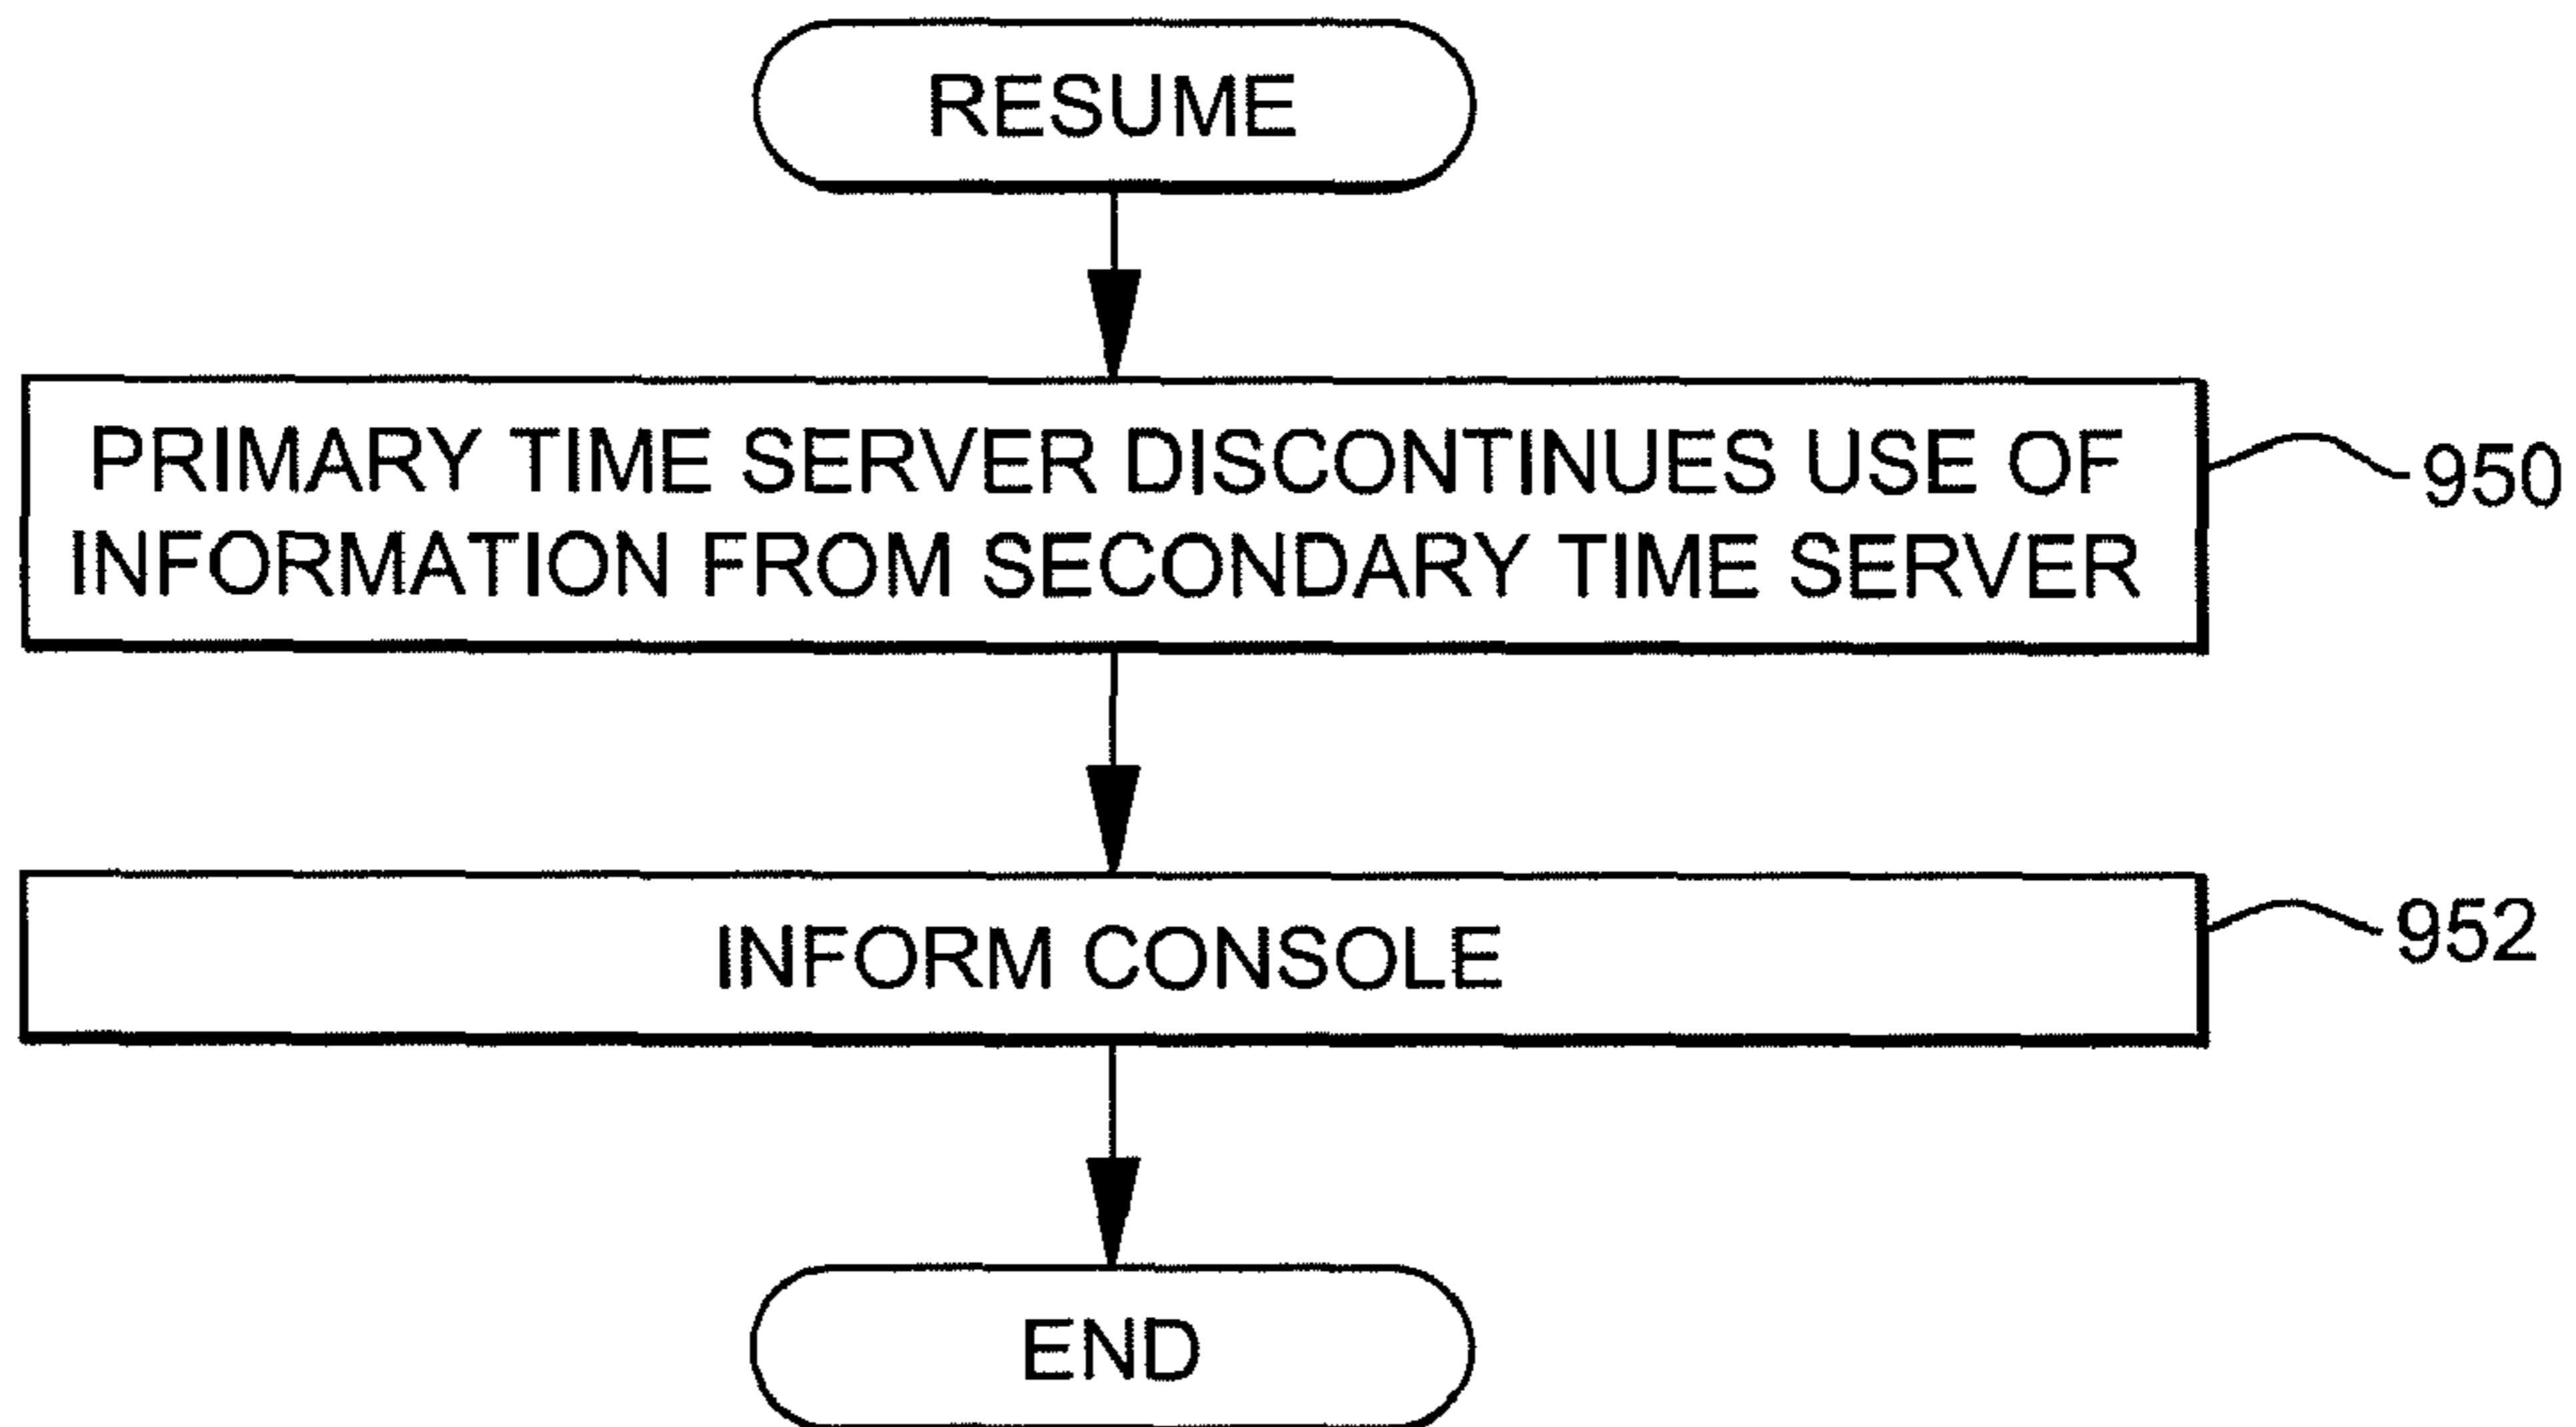 RESUME
PRIMARY TIME SERVER DISCONTINUES USE OF
INFORMATION FROM SECONDARY TIME SERVER
950
INFORM CONSOLE
952
END